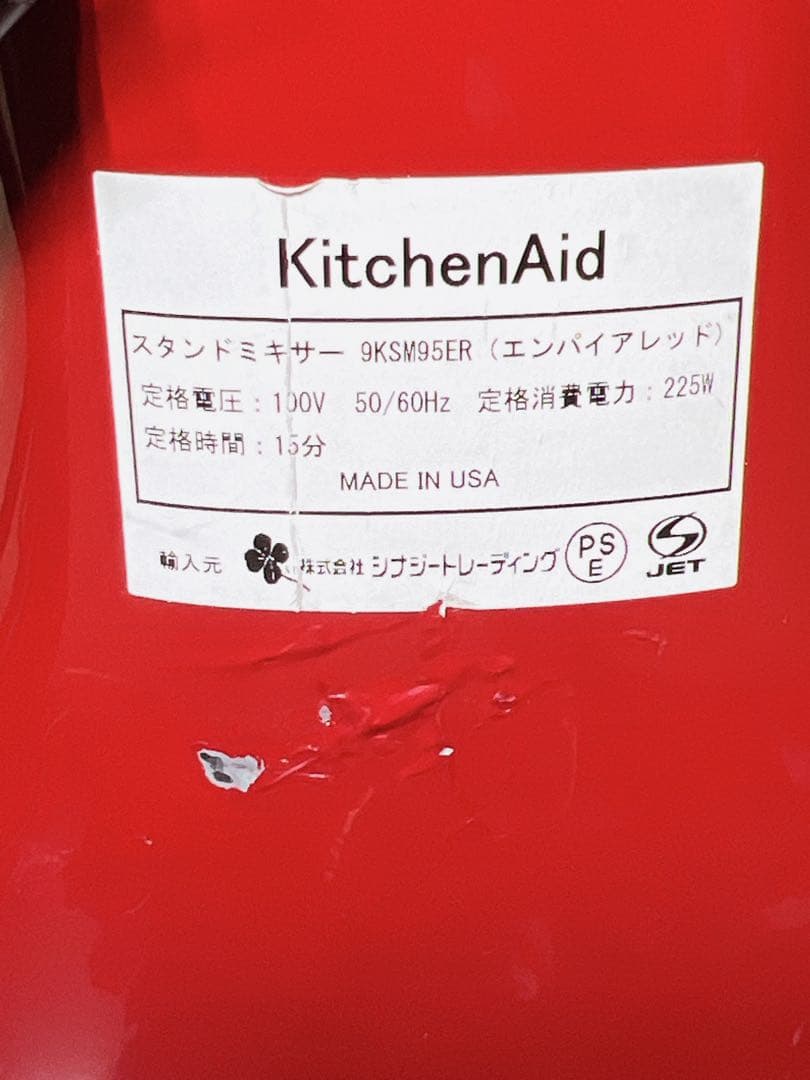 KitchenAid
スタンドミキサー 9KSM95ER（エンパイアレッド）
定格電圧：100V 50/60Hz 定格消費電力：225W
定格時間：15分
MADE IN USA
輸入元 株式会社 シナジートレーディング PSE JET